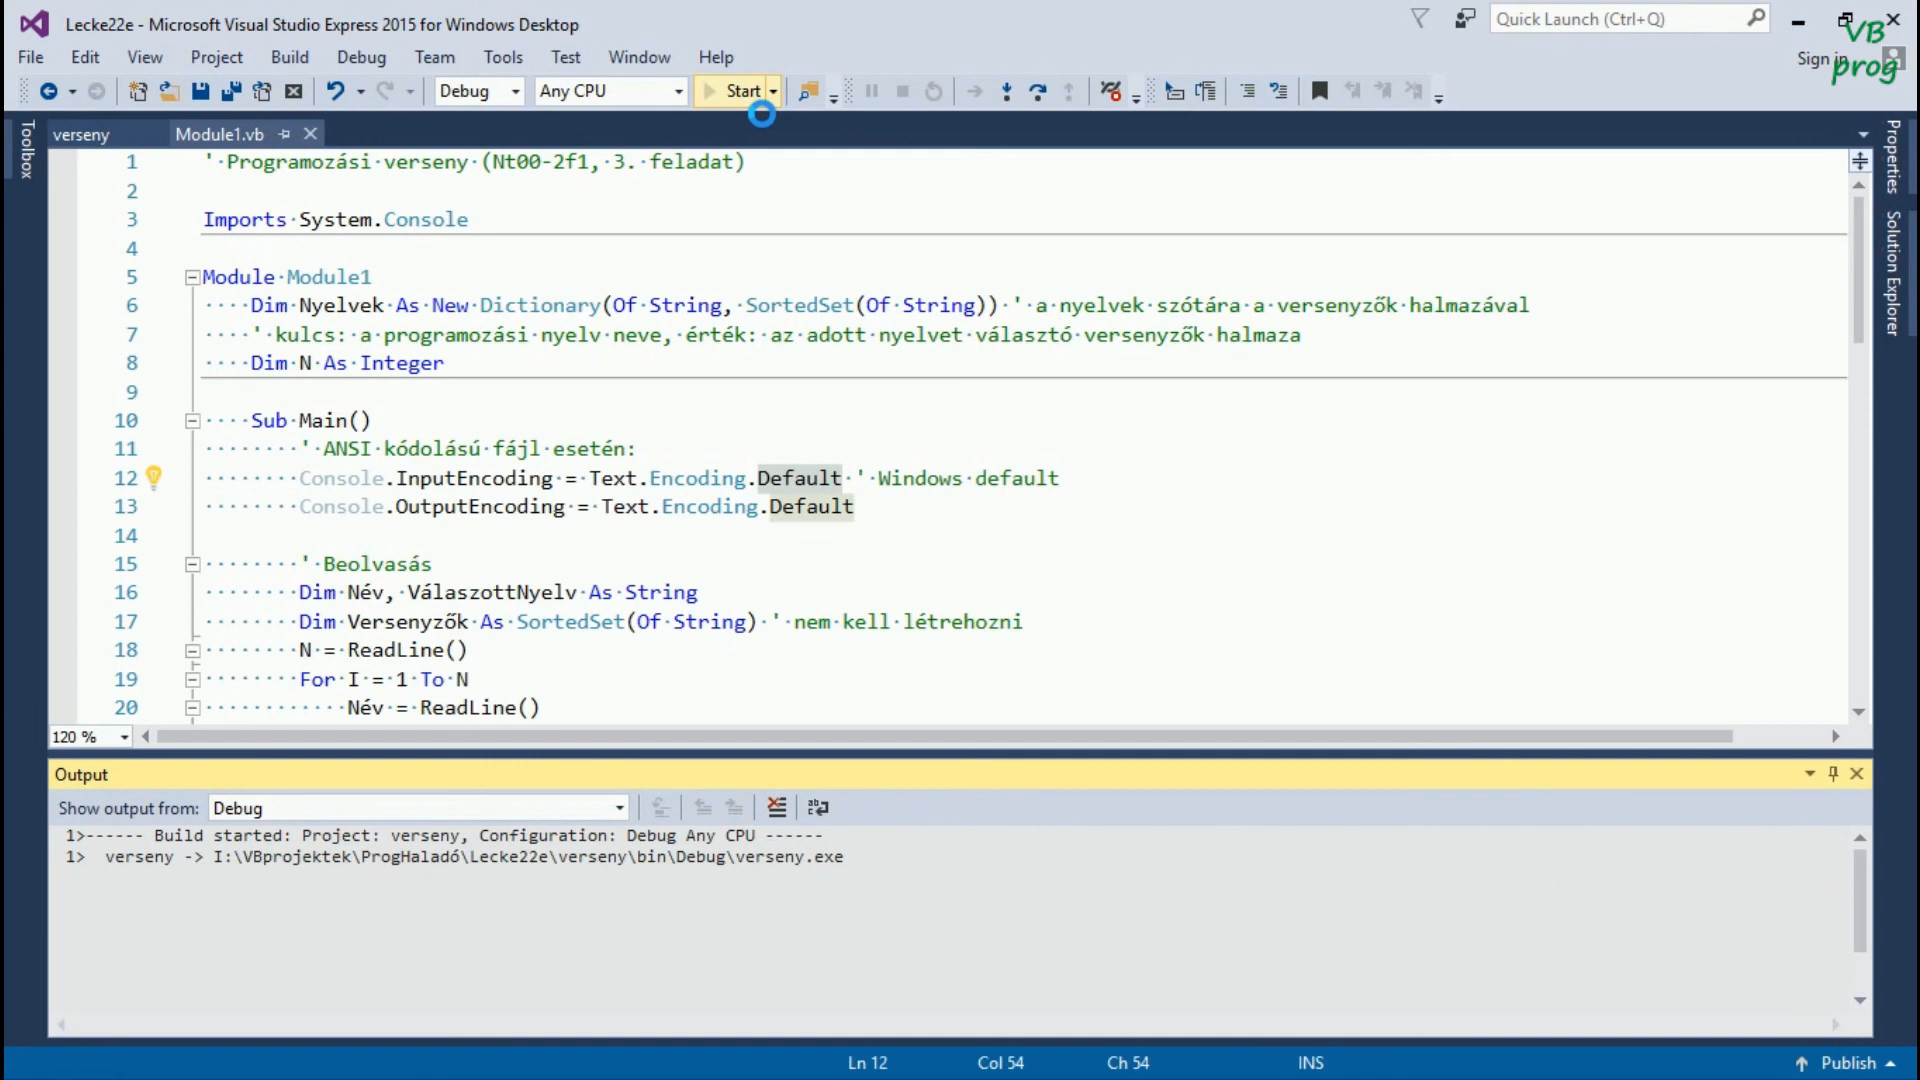 Lecke22e - Microsoft Visual Studio Express 2015 for Windows Desktop
Quick Launch (Ctrl+Q)
VB
prog
File Edit View Project Build Debug Team Tools Test Window Help
Sign in
Debug Any CPU Start
Toolbox
verseny Module1.vb
Properties
Solution Explorer
1 ' Programozási verseny (Nt00-2f1, 3. feladat)
2
3 Imports System.Console
4
5 Module Module1
6 Dim Nyelvek As New Dictionary(Of String, SortedSet(Of String)) ' a nyelvek szótára a versenyzők halmazával
7 ' kulcs: a programozási nyelv neve, érték: az adott nyelvet választó versenyzők halmaza
8 Dim N As Integer
9
10 Sub Main()
11 ' ANSI kódolású fájl esetén:
12 Console.InputEncoding = Text.Encoding.Default ' Windows default
13 Console.OutputEncoding = Text.Encoding.Default
14
15 ' Beolvasás
16 Dim Név, VálaszottNyelv As String
17 Dim Versenyzők As SortedSet(Of String) ' nem kell létrehozni
18 N = ReadLine()
19 For I = 1 To N
20 Név = ReadLine()
120 %
Output
Show output from: Debug
1>------ Build started: Project: verseny, Configuration: Debug Any CPU ------
1>  verseny -> I:\VBprojektek\ProgHaladó\Lecke22e\verseny\bin\Debug\verseny.exe
Ln 12 Col 54 Ch 54 INS Publish